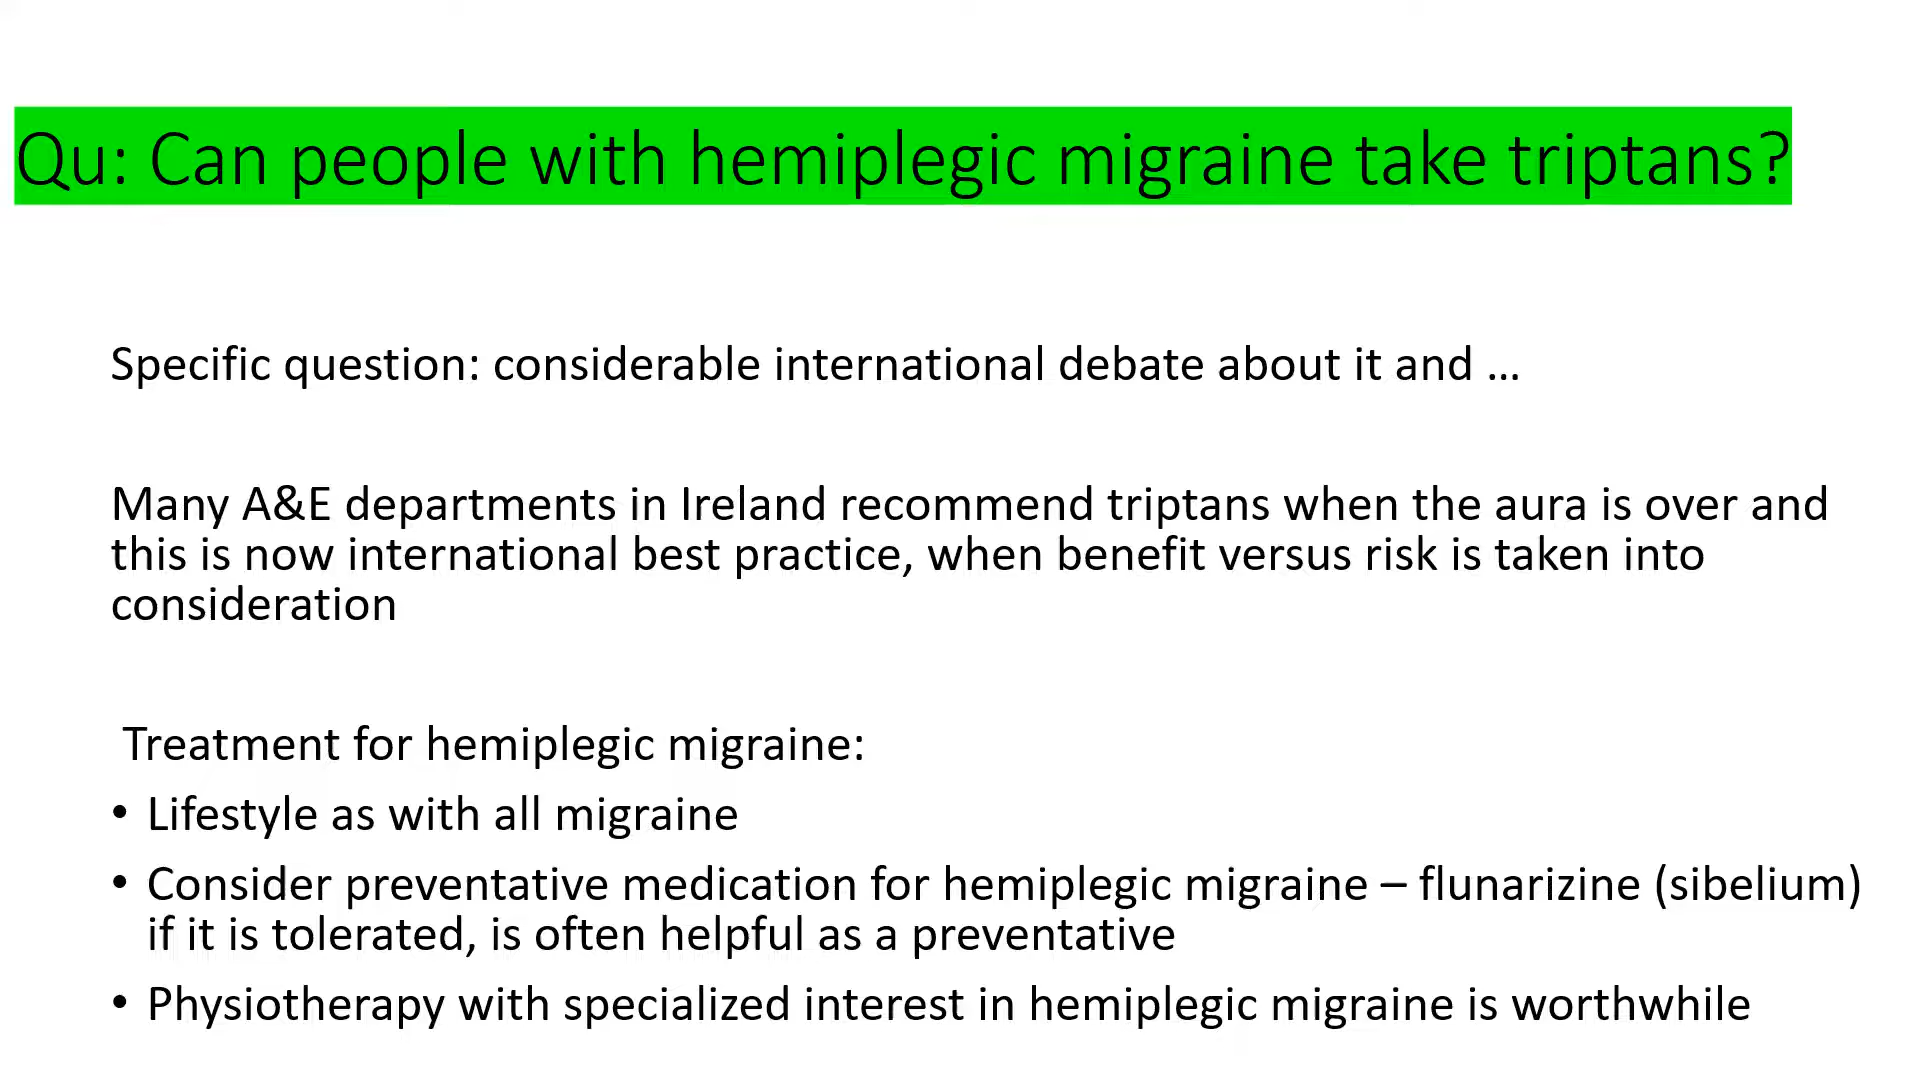 Qu: Can people with hemiplegic migraine take triptans?
Specific question: considerable international debate about it and ...
Many A&E departments in Ireland recommend triptans when the aura is over and
this is now international best practice, when benefit versus risk is taken into
consideration
Treatment for hemiplegic migraine:
• Lifestyle as with all migraine
• Consider preventative medication for hemiplegic migraine – flunarizine (sibelium)
if it is tolerated, is often helpful as a preventative
• Physiotherapy with specialized interest in hemiplegic migraine is worthwhile